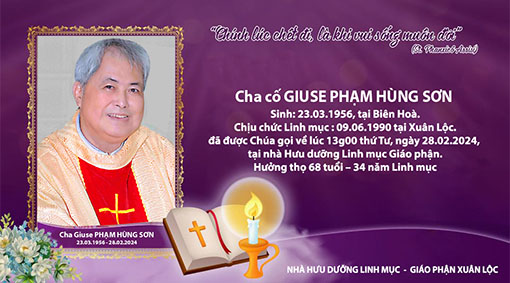 "Chính lúc chết đi, là khi vui sống muôn đời"
(St. Phanxicô Assisi)
Cha cố GIUSE PHẠM HÙNG SƠN
Sinh: 23.03.1956, tại Biên Hoà.
Chịu chức Linh mục : 09.06.1990 tại Xuân Lộc.
đã được Chúa gọi về lúc 13g00 thứ Tư, ngày 28.02.2024,
tại nhà Hưu dưỡng Linh mục Giáo phận.
Hưởng thọ 68 tuổi – 34 năm Linh mục
Cha Giuse PHẠM HÙNG SƠN
23.03.1956 - 28.02.2024
NHÀ HƯU DƯỠNG LINH MỤC - GIÁO PHẬN XUÂN LỘC